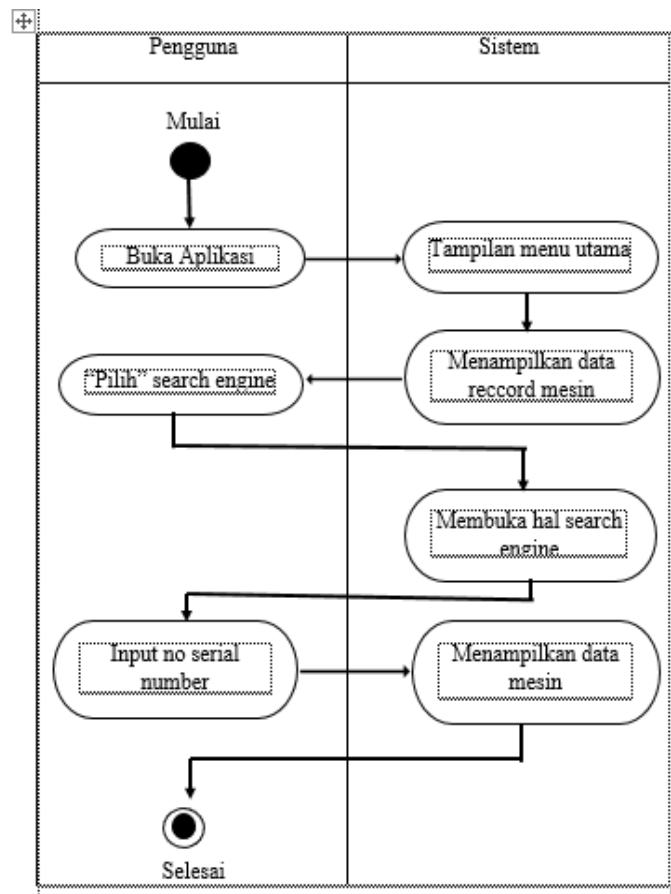 Pengguna
Sistem
Mulai
Buka Aplikasi
Tampilan menu utama
Menampilkan data
reccord mesin
“Pilih” search engine
Membuka hal search
engine
Input no serial
number
Menampilkan data
mesin
Selesai